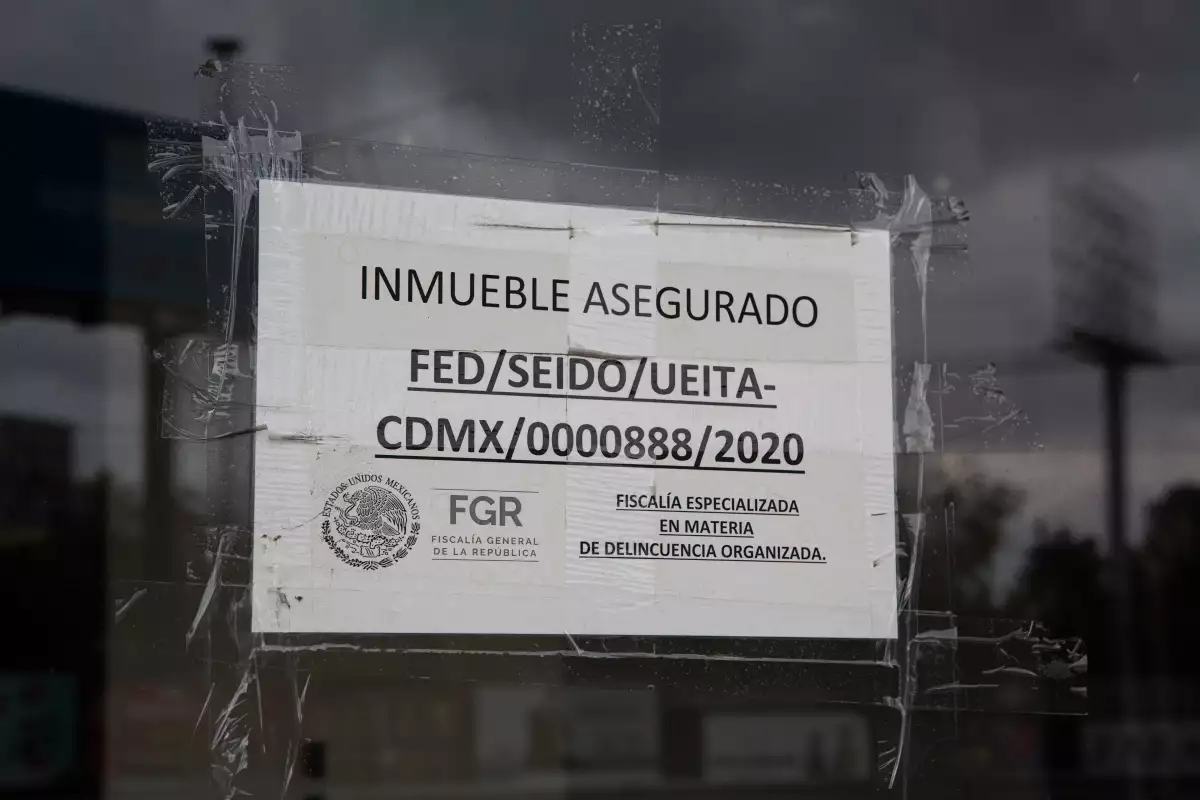 INMUEBLE ASEGURADO
FED/SEIDO/UEITA-
CDMX/0000888/2020
ESTADOS UNIDOS MEXICANOS
FGR
FISCALÍA GENERAL
DE LA REPÚBLICA
FISCALÍA ESPECIALIZADA
EN MATERIA
DE DELINCUENCIA ORGANIZADA.